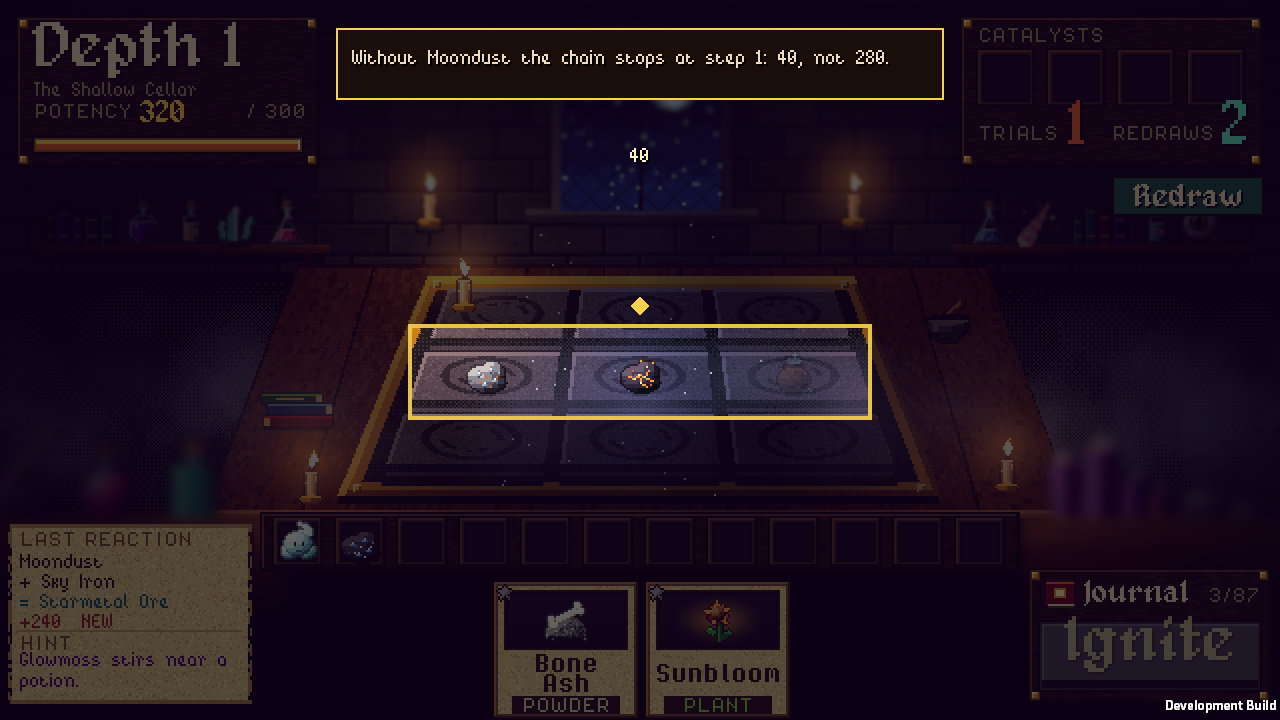 Depth 1
The Shallow Cellar
POTENCY 320 / 300
Without Moondust the chain stops at step 1: 40, not 280.
40
CATALYSTS
TRIALS 1 REDRAWS 2
Redraw
LAST REACTION
Moondust
+ Sky Iron
= Starmetal Ore
+240 NEW
HINT
Glowmoss stirs near a
potion.
Bone
Ash
POWDER
Sunbloom
PLANT
Journal 3/87
Ignite
Development Build